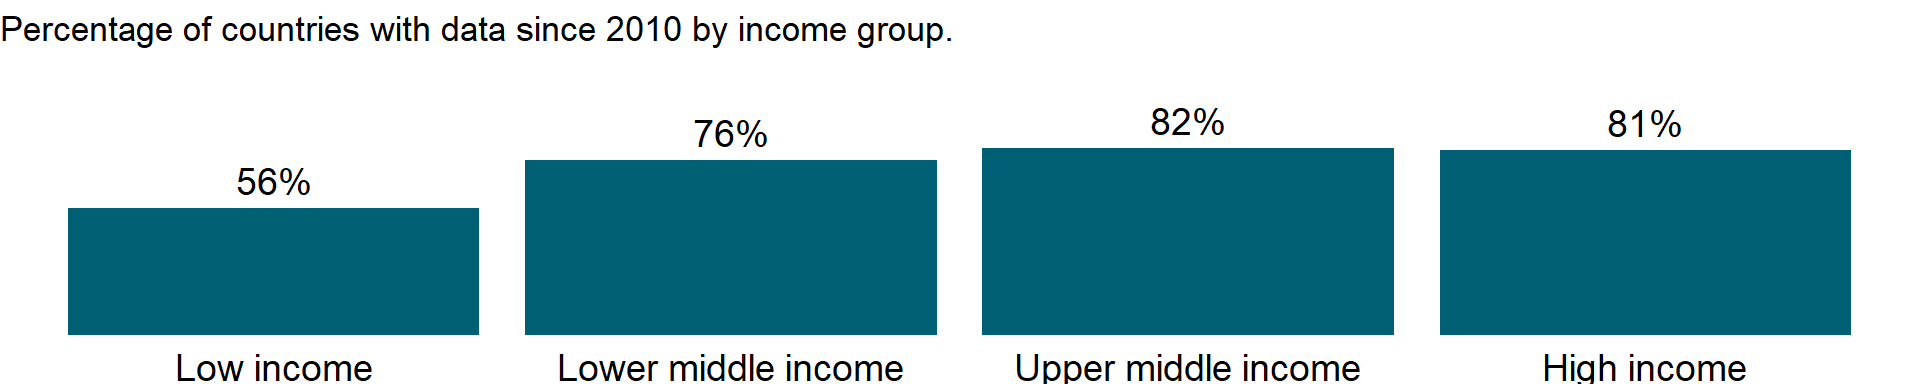 Percentage of countries with data since 2010 by income group.
56%
76%
82%
81%
Low income
Lower middle income
Upper middle income
High income